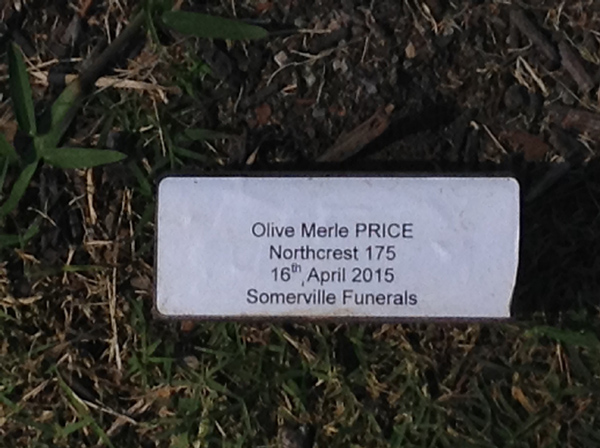 Olive Merle PRICE
Northcrest 175
16th, April 2015
Somerville Funerals